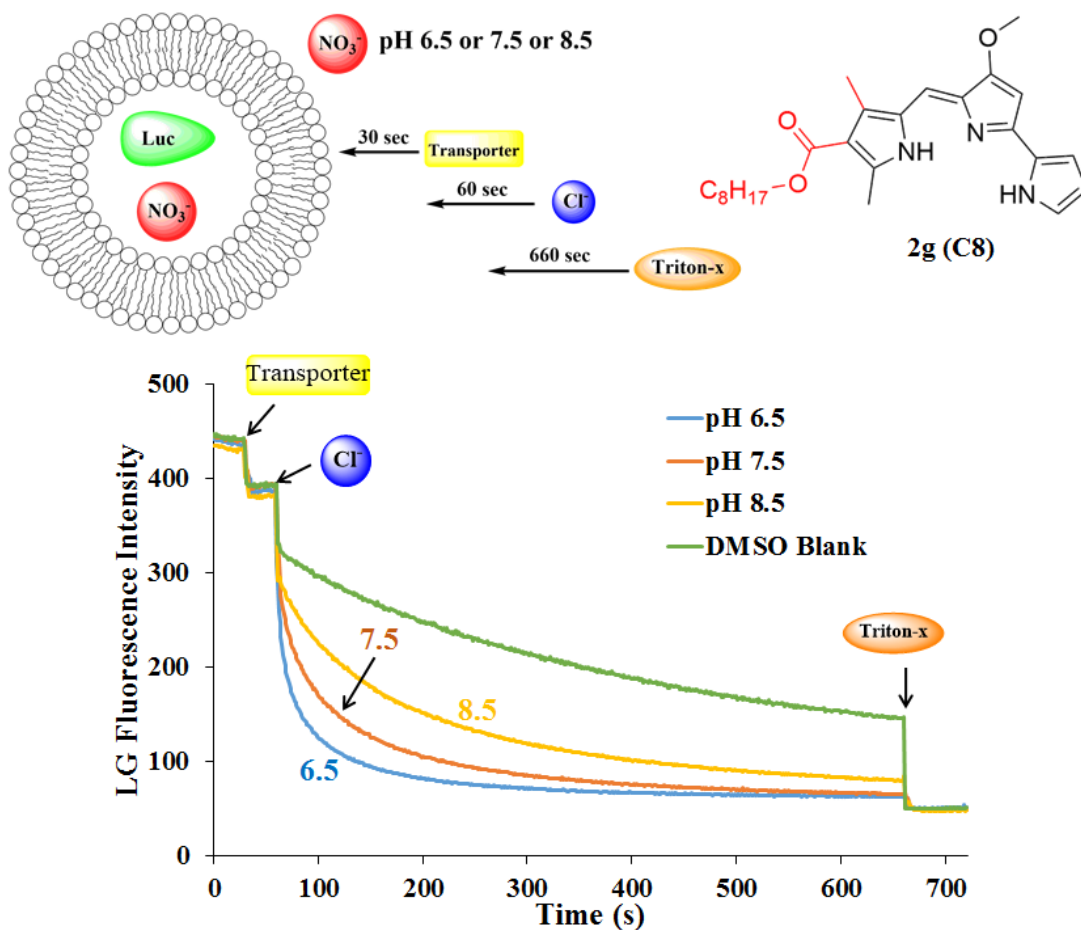 NO₃⁻ pH 6.5 or 7.5 or 8.5
Luc
NO₃⁻
30 sec Transporter
60 sec Cl⁻
660 sec Triton-x
O
O
C₈H₁₇
O
NH
N
HN
2g (C8)
Transporter
Cl⁻
pH 6.5
pH 7.5
pH 8.5
DMSO Blank
Triton-x
7.5
8.5
6.5
LG Fluorescence Intensity
500
400
300
200
100
0
0 100 200 300 400 500 600 700
Time (s)